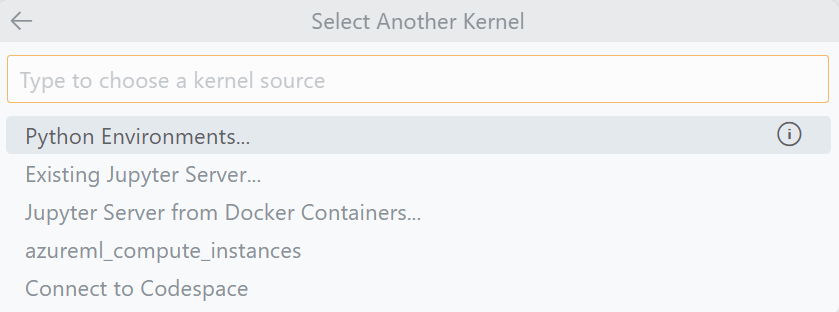 Select Another Kernel
Type to choose a kernel source
Python Environments...
Existing Jupyter Server...
Jupyter Server from Docker Containers...
azureml_compute_instances
Connect to Codespace